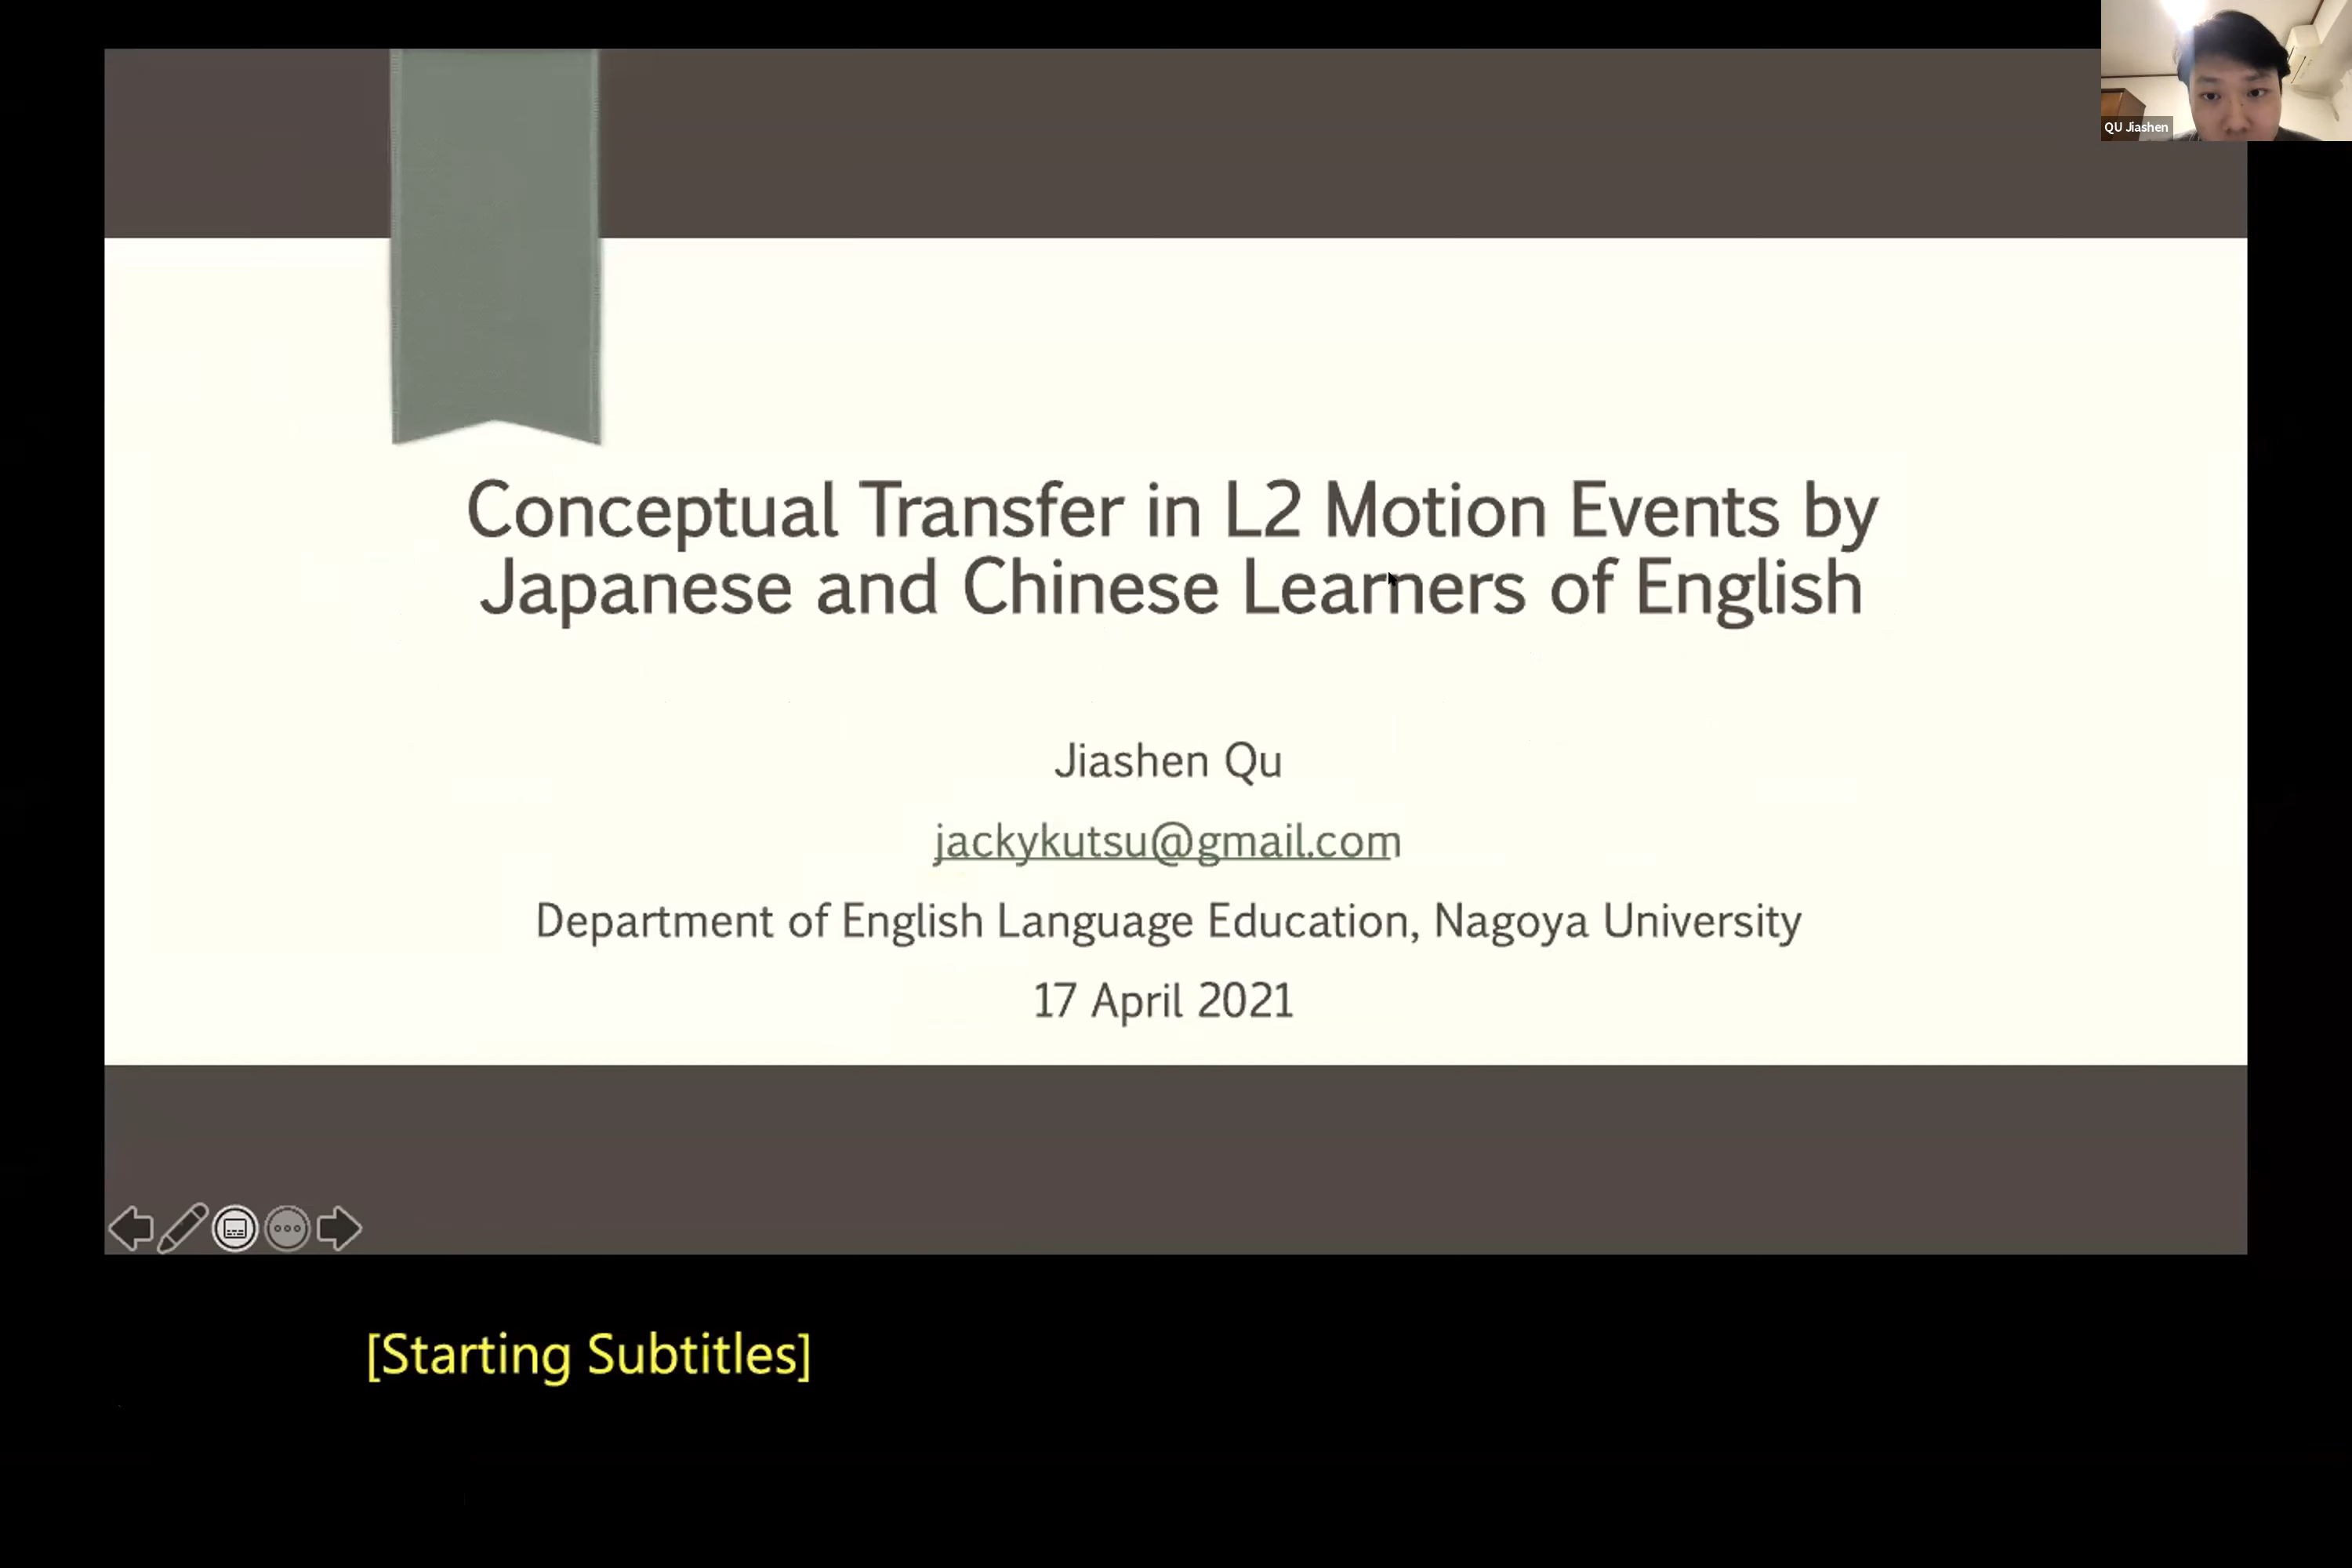 QU Jiashen
Conceptual Transfer in L2 Motion Events by
Japanese and Chinese Learners of English
Jiashen Qu
jackykutsu@gmail.com
Department of English Language Education, Nagoya University
17 April 2021
[Starting Subtitles]